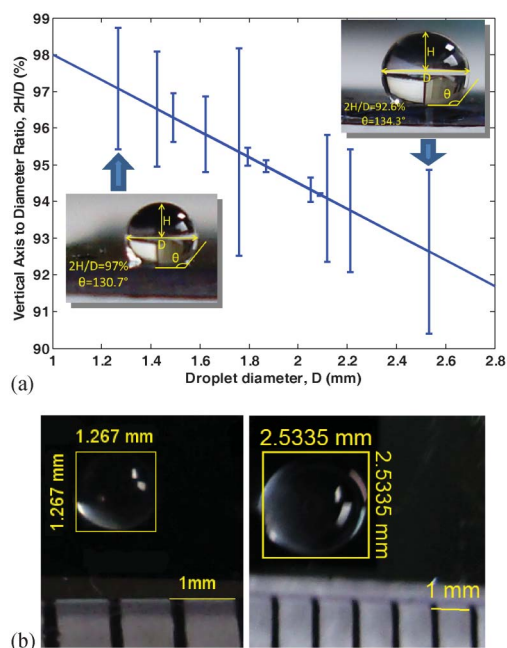 99
98
97
96
95
94
93
92
91
90
Vertical Axis to Diameter Ratio, 2H/D (%)
H
D
θ
2H/D=92.6%
θ=134.3°
H
D
θ
2H/D=97%
θ=130.7°
1 1.2 1.4 1.6 1.8 2 2.2 2.4 2.6 2.8
Droplet diameter, D (mm)
(a)
1.267 mm
1.267 mm
1mm
2.5335 mm
2.5335 mm
1 mm
(b)